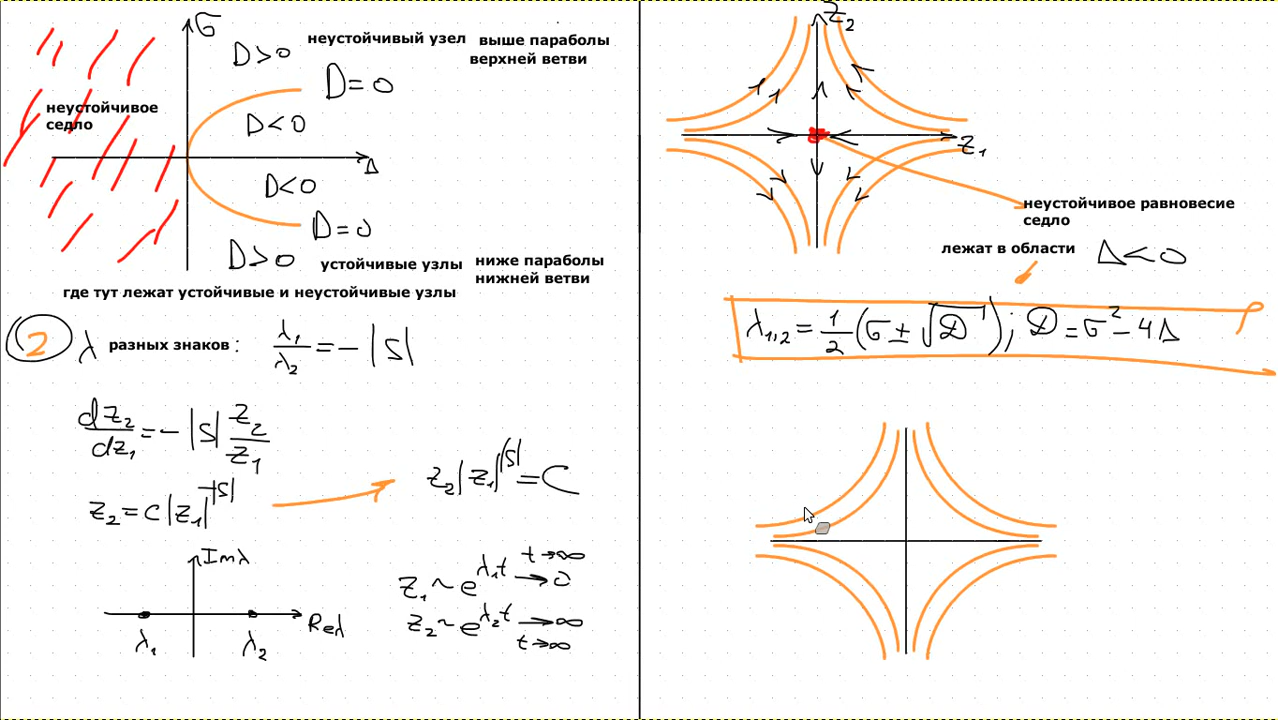 σ
D>0
неустойчивый узел
выше параболы
верхней ветви
D=0
неустойчивое
седло
D<0
Δ
D<0
D=0
D>0
устойчивые узлы
ниже параболы
нижней ветви
где тут лежат устойчивые и неустойчивые узлы
2 λ разных знаков: λ₁/λ₂ = -|S|
dz₂/dz₁ = -|S| z₂/z₁
z₂ = C|z₁|^-|S|
z₂|z₁|^|S| = C
Imλ
Reλ
λ₁ λ₂
z₁ ~ e^λ₁t → 0 t→∞
z₂ ~ e^λ₂t → ∞ t→∞
z₂
z₁
неустойчивое равновесие
седло
лежат в области Δ<0
λ₁,₂ = 1/2 (σ ± √D); D = σ² - 4Δ